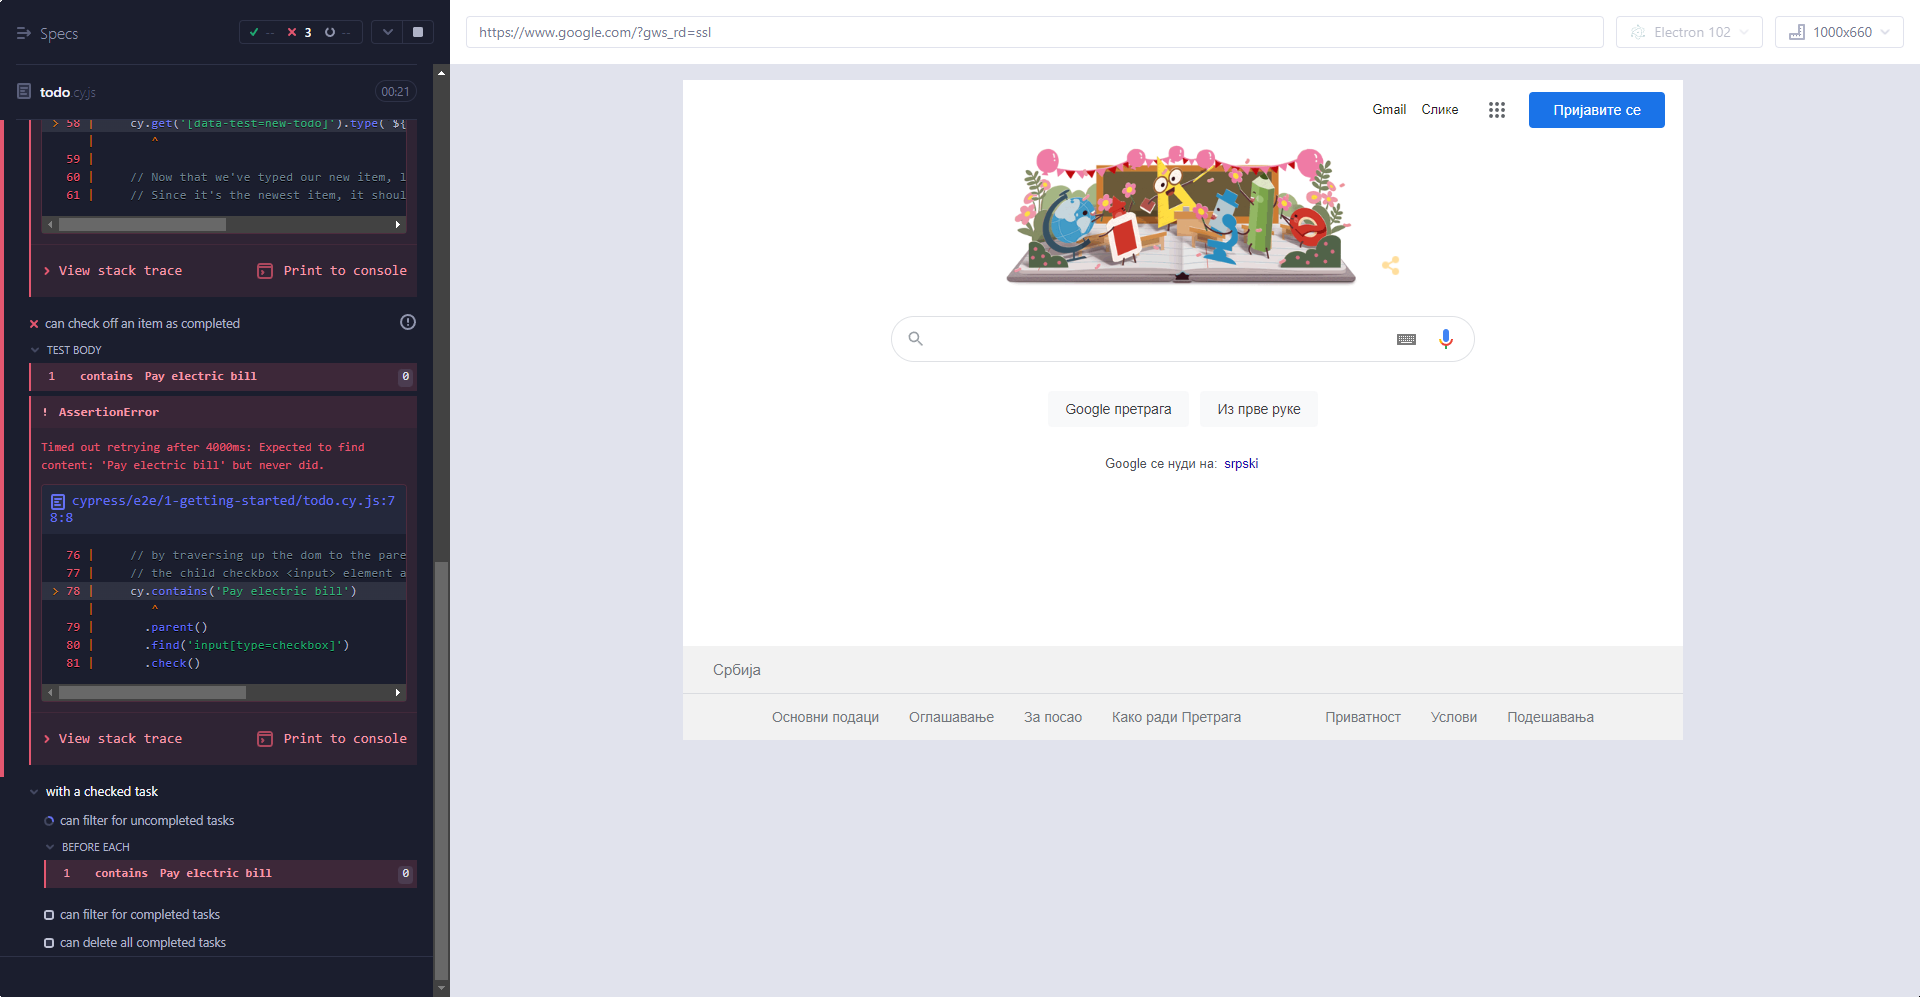 Specs
-- 3 --
todo.cy.js
00:21
> 58 | cy.get('[data-test=new-todo]').type(`${
| ^
59 |
60 | // Now that we've typed our new item, l
61 | // Since it's the newest item, it shoul
View stack trace
Print to console
can check off an item as completed
TEST BODY
1 contains Pay electric bill 0
! AssertionError
Timed out retrying after 4000ms: Expected to find
content: 'Pay electric bill' but never did.
cypress/e2e/1-getting-started/todo.cy.js:7
8:8
76 | // by traversing up the dom to the pare
77 | // the child checkbox <input> element a
> 78 | cy.contains('Pay electric bill')
| ^
79 | .parent()
80 | .find('input[type=checkbox]')
81 | .check()
View stack trace
Print to console
with a checked task
can filter for uncompleted tasks
BEFORE EACH
1 contains Pay electric bill 0
can filter for completed tasks
can delete all completed tasks
https://www.google.com/?gws_rd=ssl
Electron 102
1000x660
Gmail
Слике
Пријавите се
Google претрага
Из прве руке
Google се нуди на: srpski
Србија
Основни подаци
Оглашавање
За посао
Како ради Претрага
Приватност
Услови
Подешавања